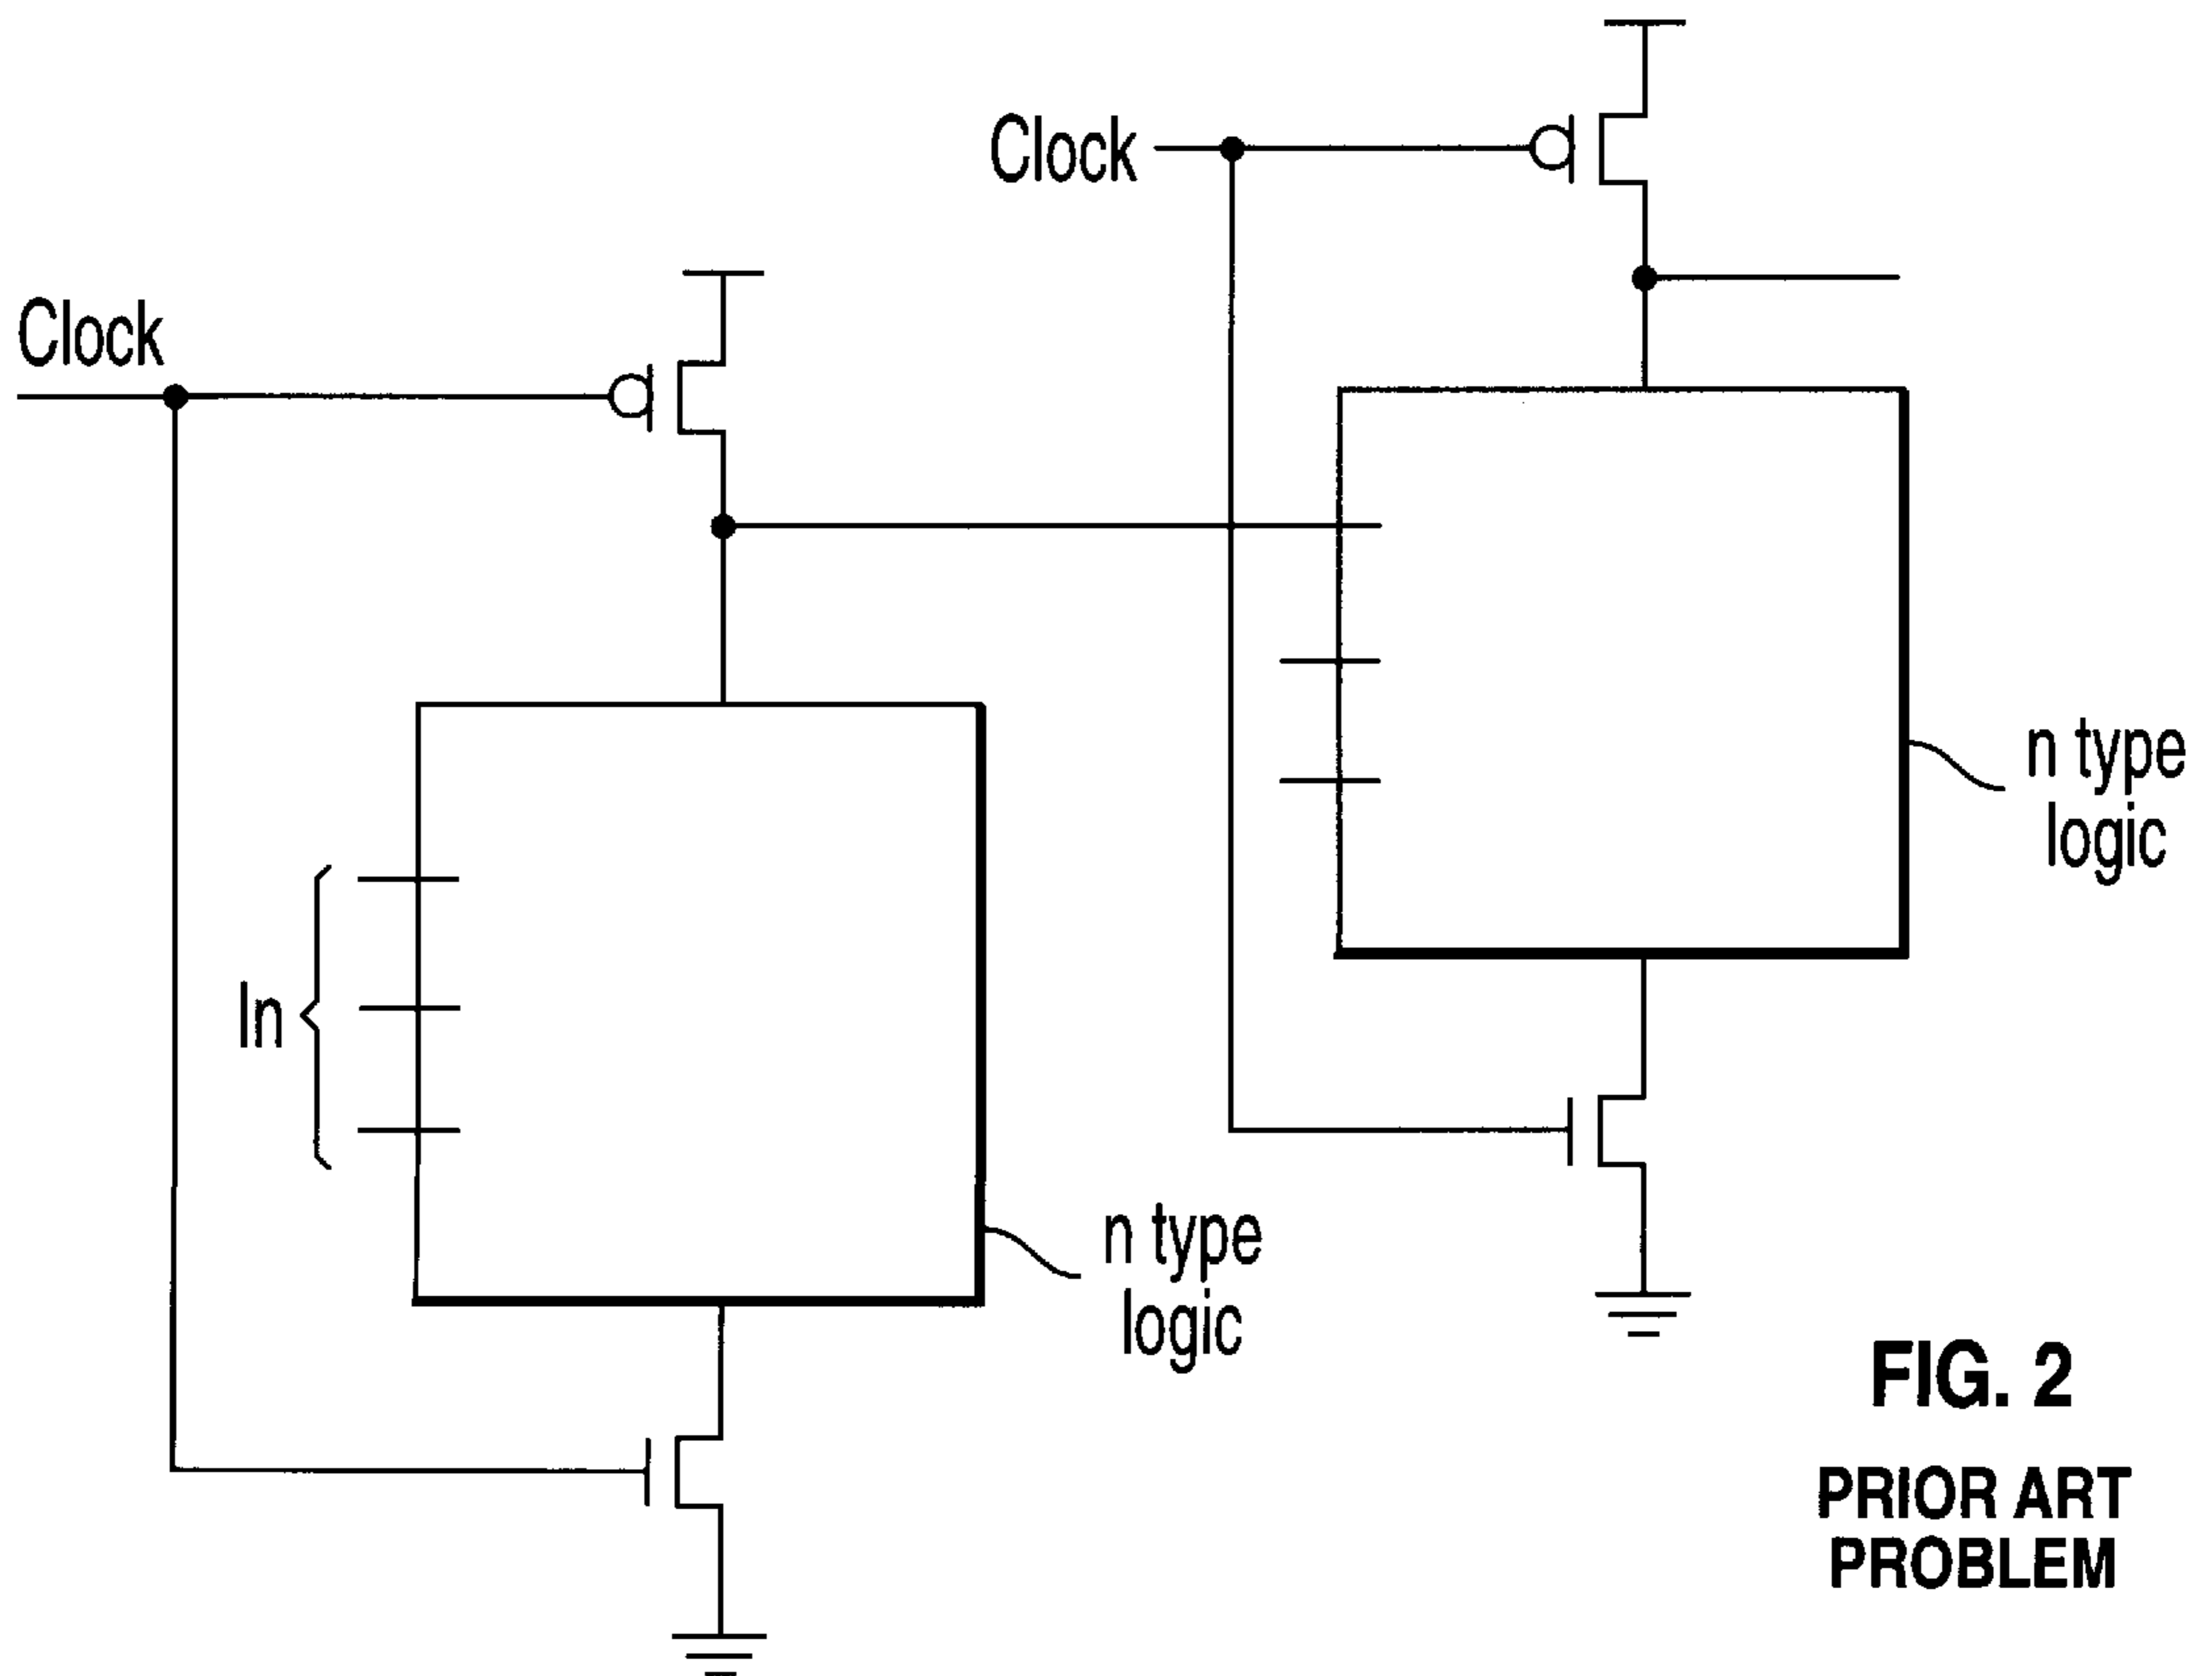 Clock
Clock
n type
logic
In
n type
logic
FIG. 2
PRIOR ART
PROBLEM